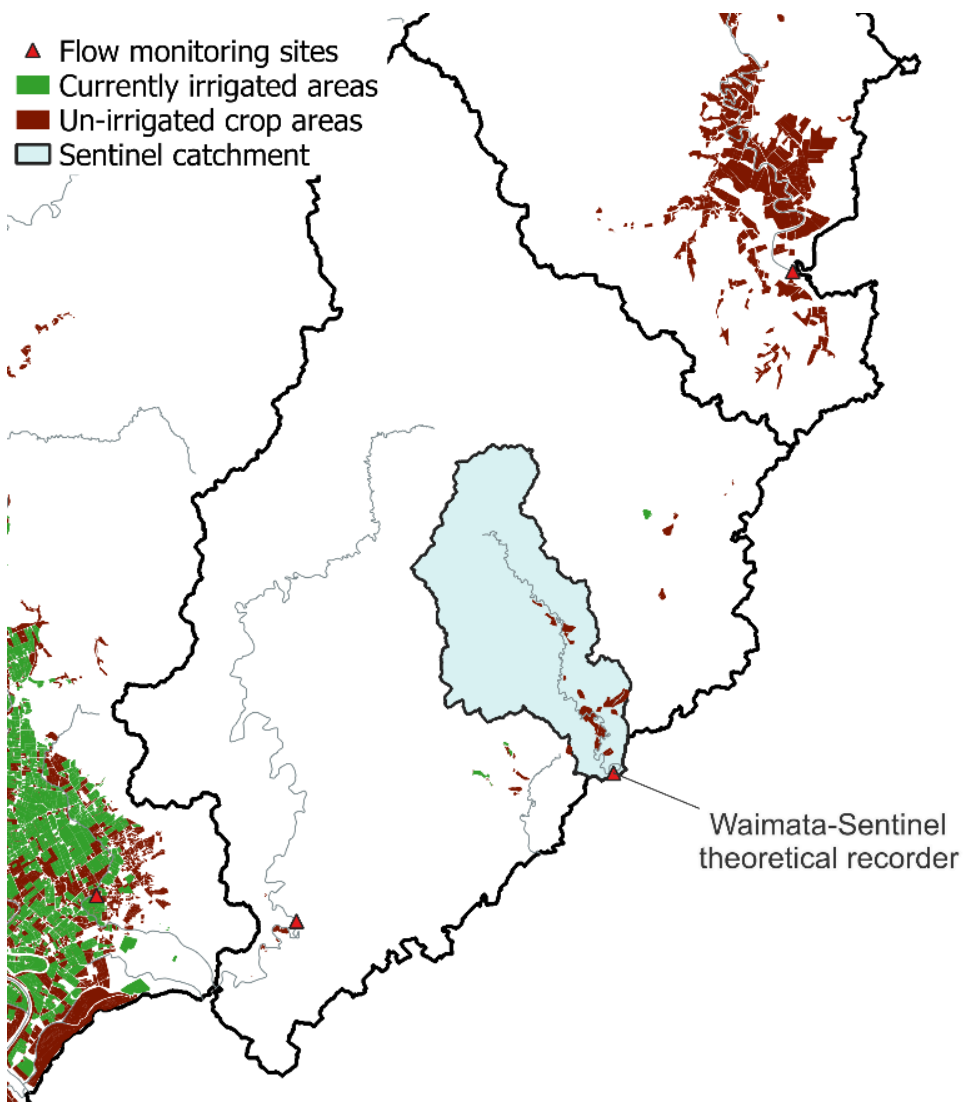 Flow monitoring sites
Currently irrigated areas
Un-irrigated crop areas
Sentinel catchment
Waimata-Sentinel
theoretical recorder